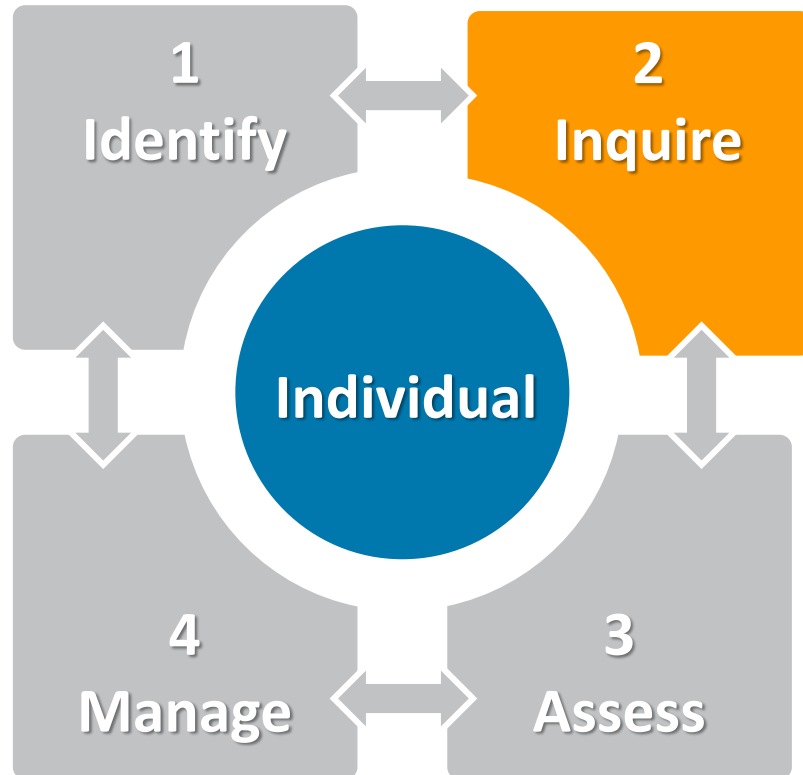 1
Identify
2
Inquire
Individual
4
Manage
3
Assess